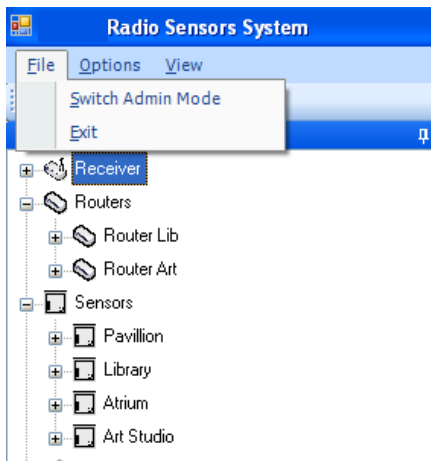 Radio Sensors System
File Options View
Switch Admin Mode
Exit
Receiver
Routers
Router Lib
Router Art
Sensors
Pavillion
Library
Atrium
Art Studio